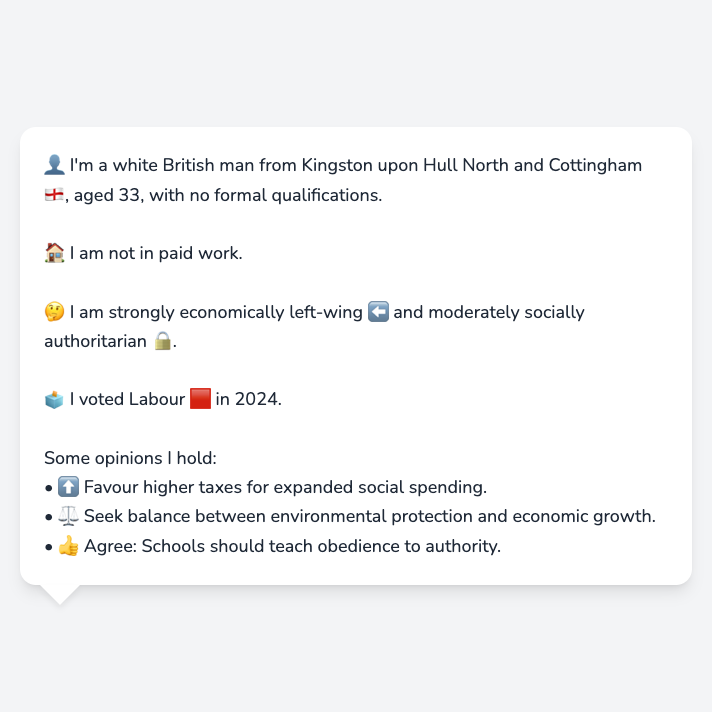 👤 I'm a white British man from Kingston upon Hull North and Cottingham
🏴󠁧󠁢󠁥󠁮󠁧󠁿, aged 33, with no formal qualifications.
🏠 I am not in paid work.
🤔 I am strongly economically left-wing ⬅️ and moderately socially
authoritarian 🔒.
🗳️ I voted Labour 🟥 in 2024.
Some opinions I hold:
• ⬆️ Favour higher taxes for expanded social spending.
• ⚖️ Seek balance between environmental protection and economic growth.
• 👍 Agree: Schools should teach obedience to authority.